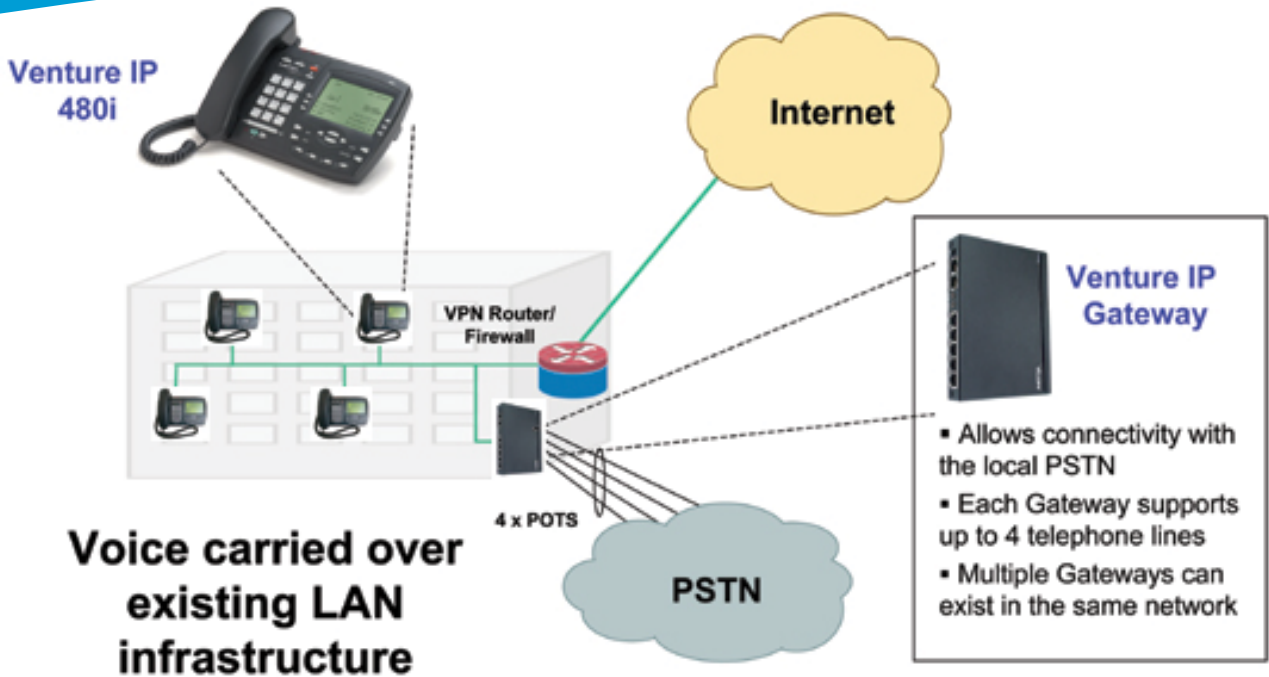 Venture IP
480i
Internet
VPN Router/
Firewall
Venture IP
Gateway
▪ Allows connectivity with
the local PSTN
▪ Each Gateway supports
up to 4 telephone lines
▪ Multiple Gateways can
exist in the same network
4 x POTS
PSTN
Voice carried over
existing LAN
infrastructure